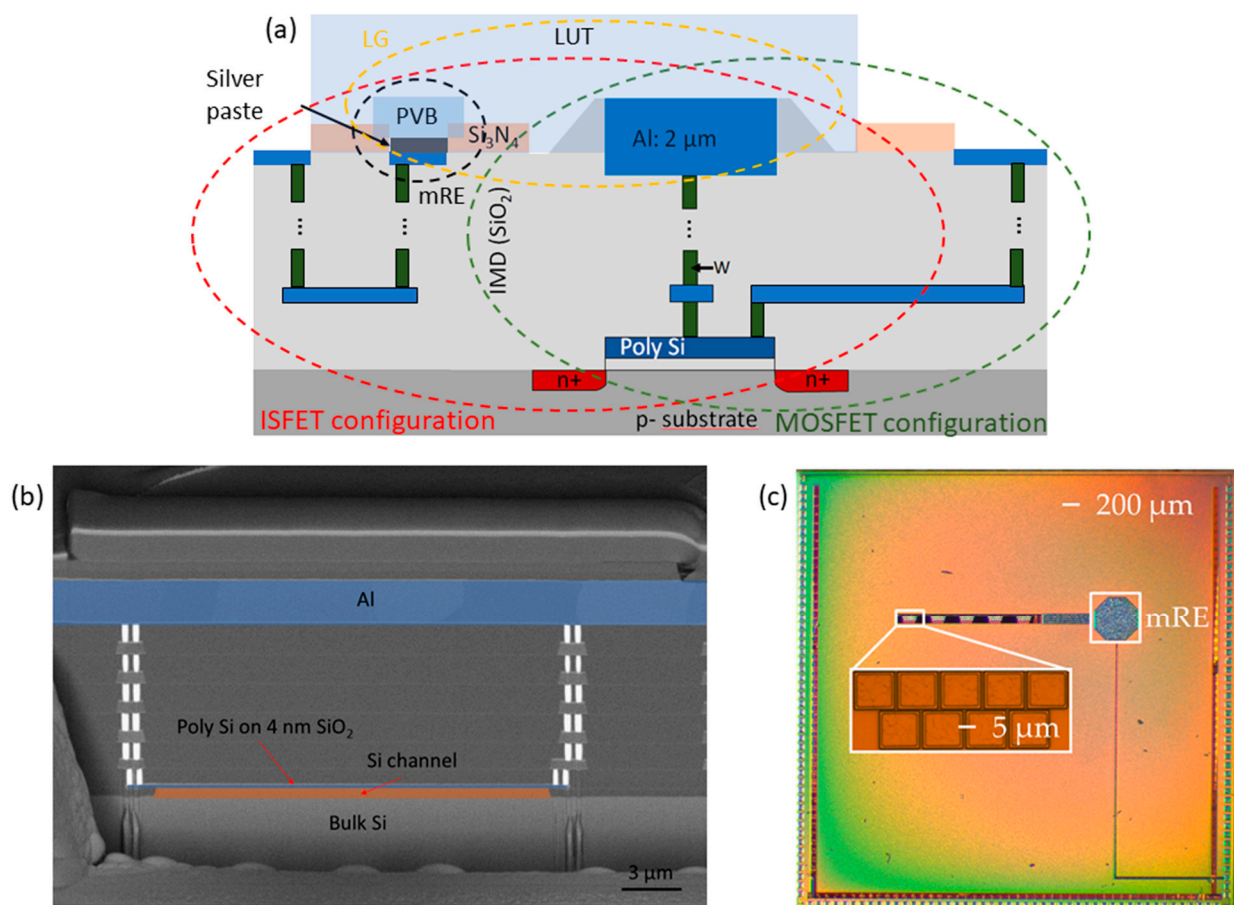 (a)
LG
LUT
Silver
paste
PVB
Si₃N₄
Al: 2 μm
mRE
IMD (SiO₂)
...
...
...
...
W
Poly Si
n+
n+
ISFET configuration
p- substrate
MOSFET configuration
(b)
Al
Poly Si on 4 nm SiO₂
Si channel
Bulk Si
3 μm
(c)
200 μm
mRE
5 μm